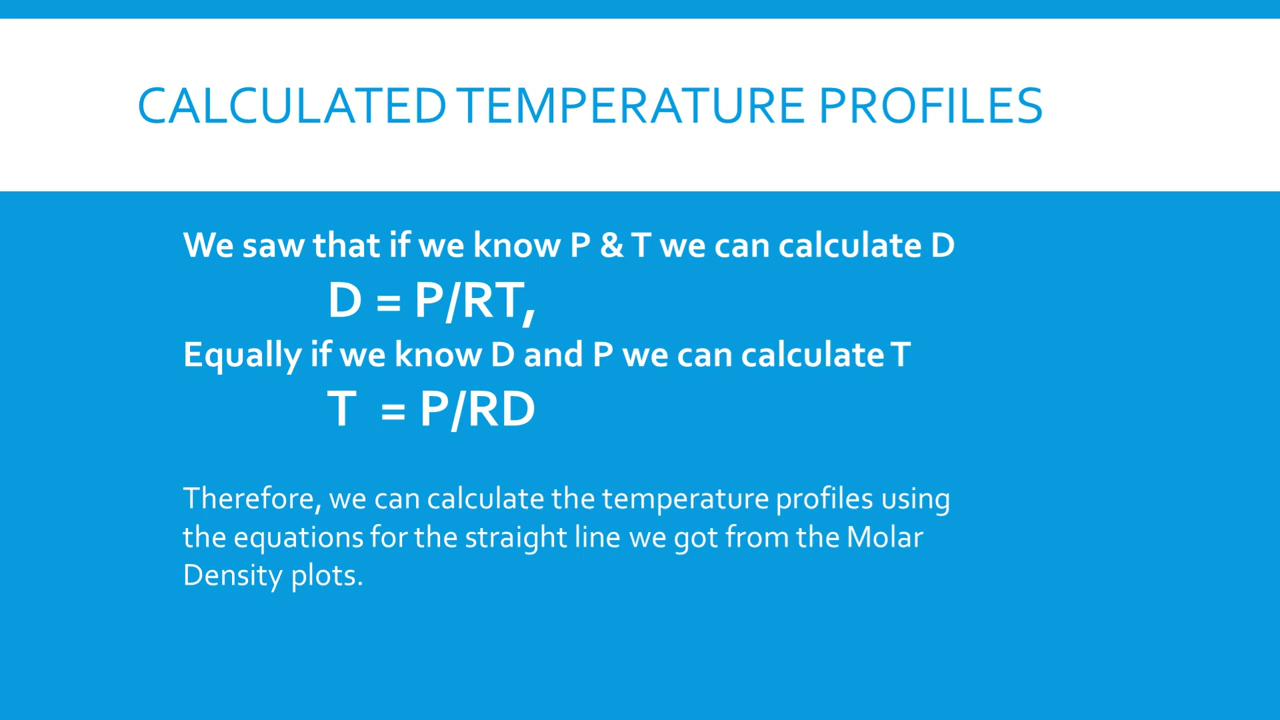 CALCULATED TEMPERATURE PROFILES
We saw that if we know P & T we can calculate D
D = P/RT,
Equally if we know D and P we can calculate T
T = P/RD
Therefore, we can calculate the temperature profiles using
the equations for the straight line we got from the Molar
Density plots.